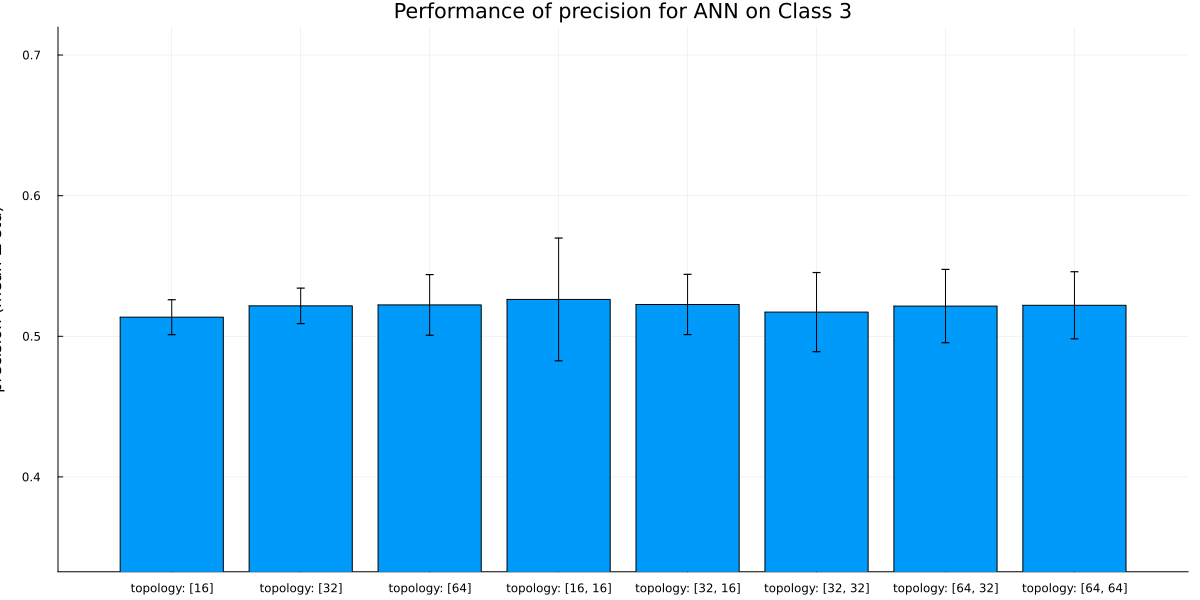 Performance of precision for ANN on Class 3
0.7
0.6
0.5
0.4
topology: [16]
topology: [32]
topology: [64]
topology: [16, 16]
topology: [32, 16]
topology: [32, 32]
topology: [64, 32]
topology: [64, 64]